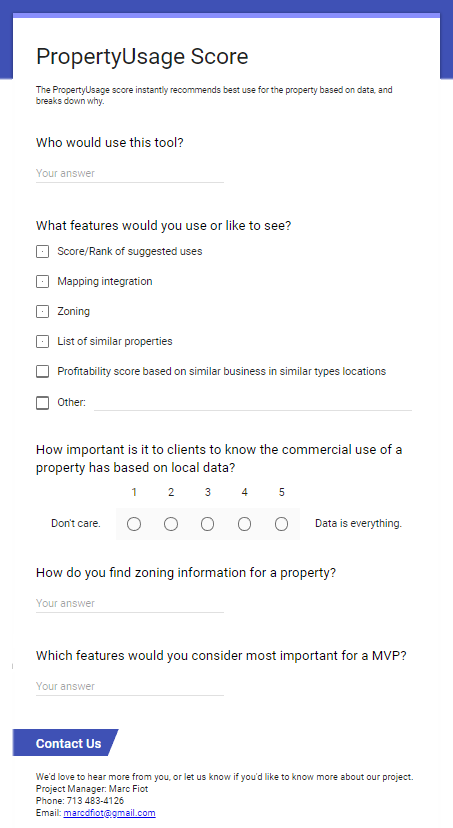 PropertyUsage Score
The PropertyUsage score instantly recommends best use for the property based on data, and
breaks down why.
Who would use this tool?
Your answer
What features would you use or like to see?
Score/Rank of suggested uses
Mapping integration
Zoning
List of similar properties
Profitability score based on similar business in similar types locations
Other:
How important is it to clients to know the commercial use of a
property has based on local data?
1 2 3 4 5
Don't care. Data is everything.
How do you find zoning information for a property?
Your answer
Which features would you consider most important for a MVP?
Your answer
Contact Us
We'd love to hear more from you, or let us know if you'd like to know more about our project.
Project Manager: Marc Fiot
Phone: 713 483-4126
Email: marcdfiot@gmail.com